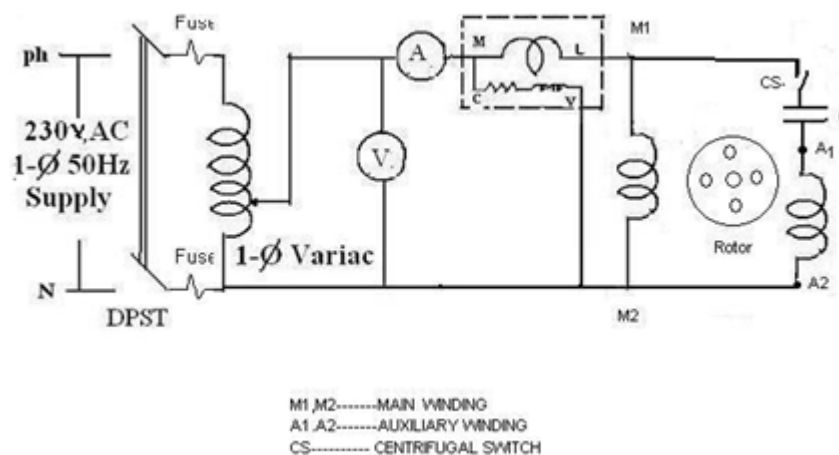 Fuse
ph
230v,AC
1-Ø 50Hz
Supply
N
DPST
Fuse
1-Ø Variac
A
V
M
L
C
V
M1
M2
CS-
A1
A2
Rotor
M1,M2-------MAIN WINDING
A1.A2-------AUXILIARY WINDING
CS---------- CENTRIFUGAL SWITCH